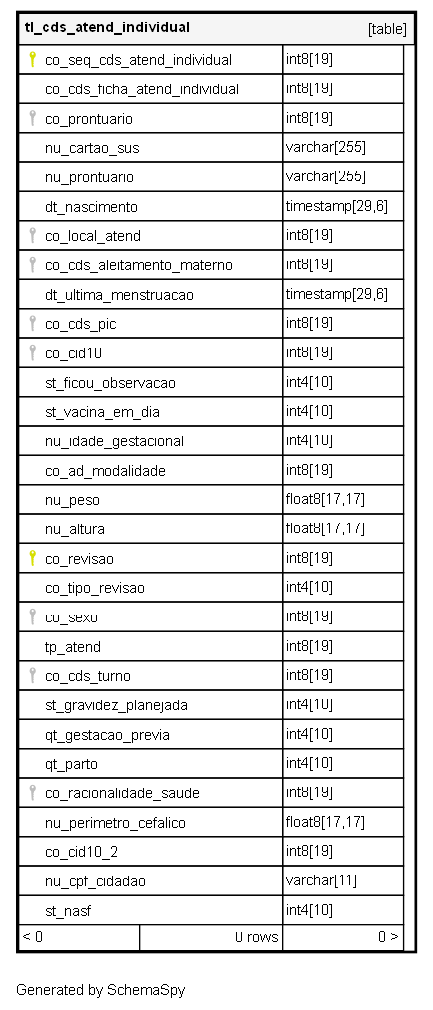 tl_cds_atend_individual [table]
co_seq_cds_atend_individual int8[19]
co_cds_ficha_atend_individual int8[19]
co_prontuario int8[19]
nu_cartao_sus varchar[255]
nu_prontuario varchar[255]
dt_nascimento timestamp[29,6]
co_local_atend int8[19]
co_cds_aleitamento_materno int8[19]
dt_ultima_menstruacao timestamp[29,6]
co_cds_pic int8[19]
co_cid10 int8[19]
st_ficou_observacao int4[10]
st_vacina_em_dia int4[10]
nu_idade_gestacional int4[10]
co_ad_modalidade int8[19]
nu_peso float8[17,17]
nu_altura float8[17,17]
co_revisao int8[19]
co_tipo_revisao int4[10]
co_sexo int8[19]
tp_atend int8[19]
co_cds_turno int8[19]
st_gravidez_planejada int4[10]
qt_gestacao_previa int4[10]
qt_parto int4[10]
co_racionalidade_saude int8[19]
nu_perimetro_cefalico float8[17,17]
co_cid10_2 int8[19]
nu_cpf_cidadao varchar[11]
st_nasf int4[10]
< 0 0 rows 0 >
Generated by SchemaSpy